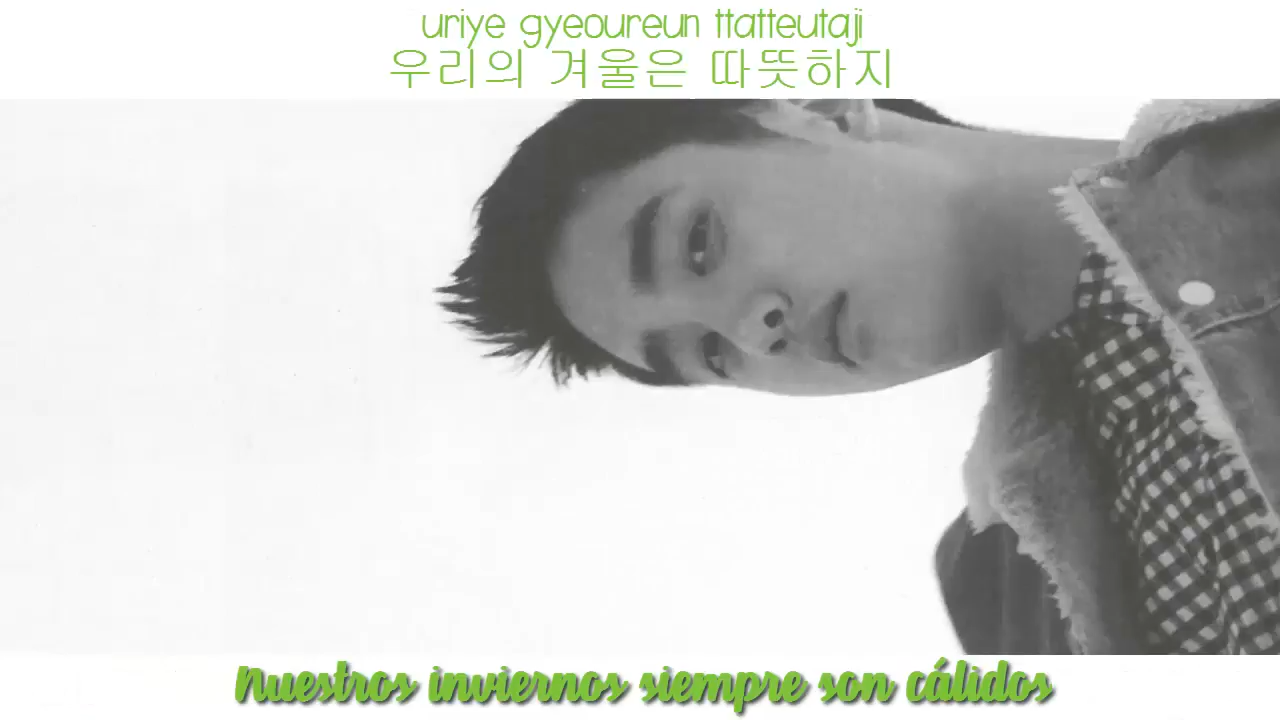 uriye gyeoureun ttatteutaji
우리의 겨울은 따뜻하지
Nuestros inviernos siempre son cálidos